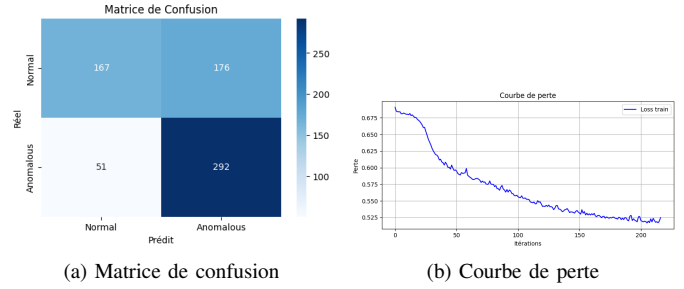 Matrice de Confusion
Réel
Normal
Anomalous
167
176
51
292
Normal
Anomalous
Prédit
250
200
150
100
(a) Matrice de confusion
Courbe de perte
Loss train
Perte
0.675
0.650
0.625
0.600
0.575
0.550
0.525
0
50
100
150
200
Itérations
(b) Courbe de perte